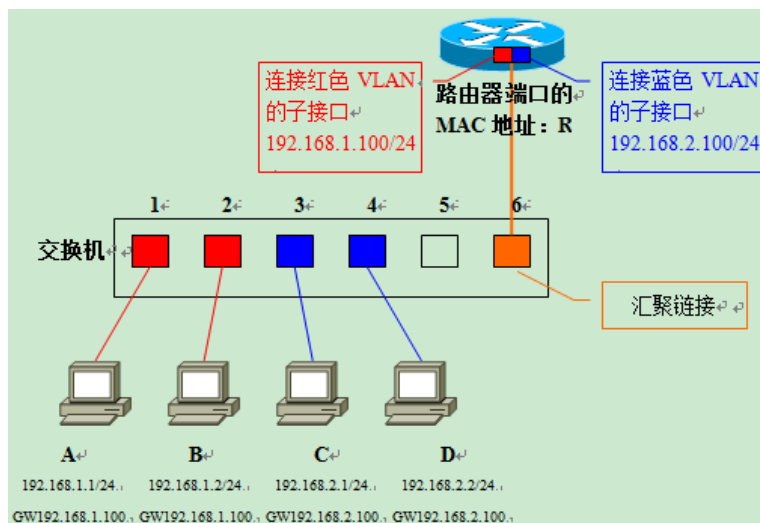 连接红色 VLAN
的子接口
192.168.1.100/24
路由器端口的
MAC 地址：R
连接蓝色 VLAN
的子接口
192.168.2.100/24
1 2 3 4 5 6
交换机
汇聚链接
A B C D
192.168.1.1/24 192.168.1.2/24 192.168.2.1/24 192.168.2.2/24
GW192.168.1.100 GW192.168.1.100 GW192.168.2.100 GW192.168.2.100